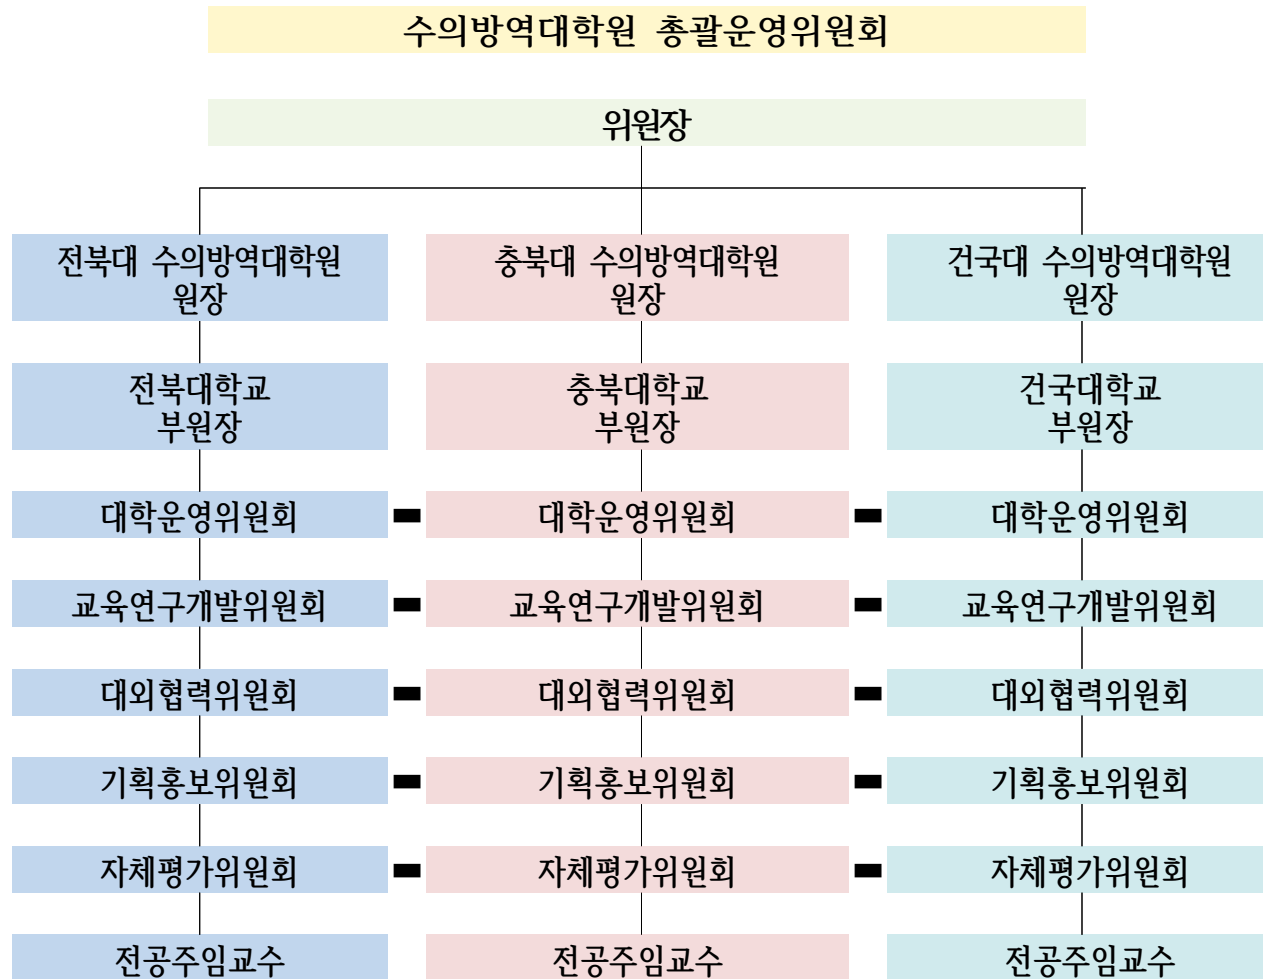 수의방역대학원 총괄운영위원회
위원장
전북대 수의방역대학원
원장
충북대 수의방역대학원
원장
건국대 수의방역대학원
원장
전북대학교
부원장
충북대학교
부원장
건국대학교
부원장
대학운영위원회
대학운영위원회
대학운영위원회
교육연구개발위원회
교육연구개발위원회
교육연구개발위원회
대외협력위원회
대외협력위원회
대외협력위원회
기획홍보위원회
기획홍보위원회
기획홍보위원회
자체평가위원회
자체평가위원회
자체평가위원회
전공주임교수
전공주임교수
전공주임교수